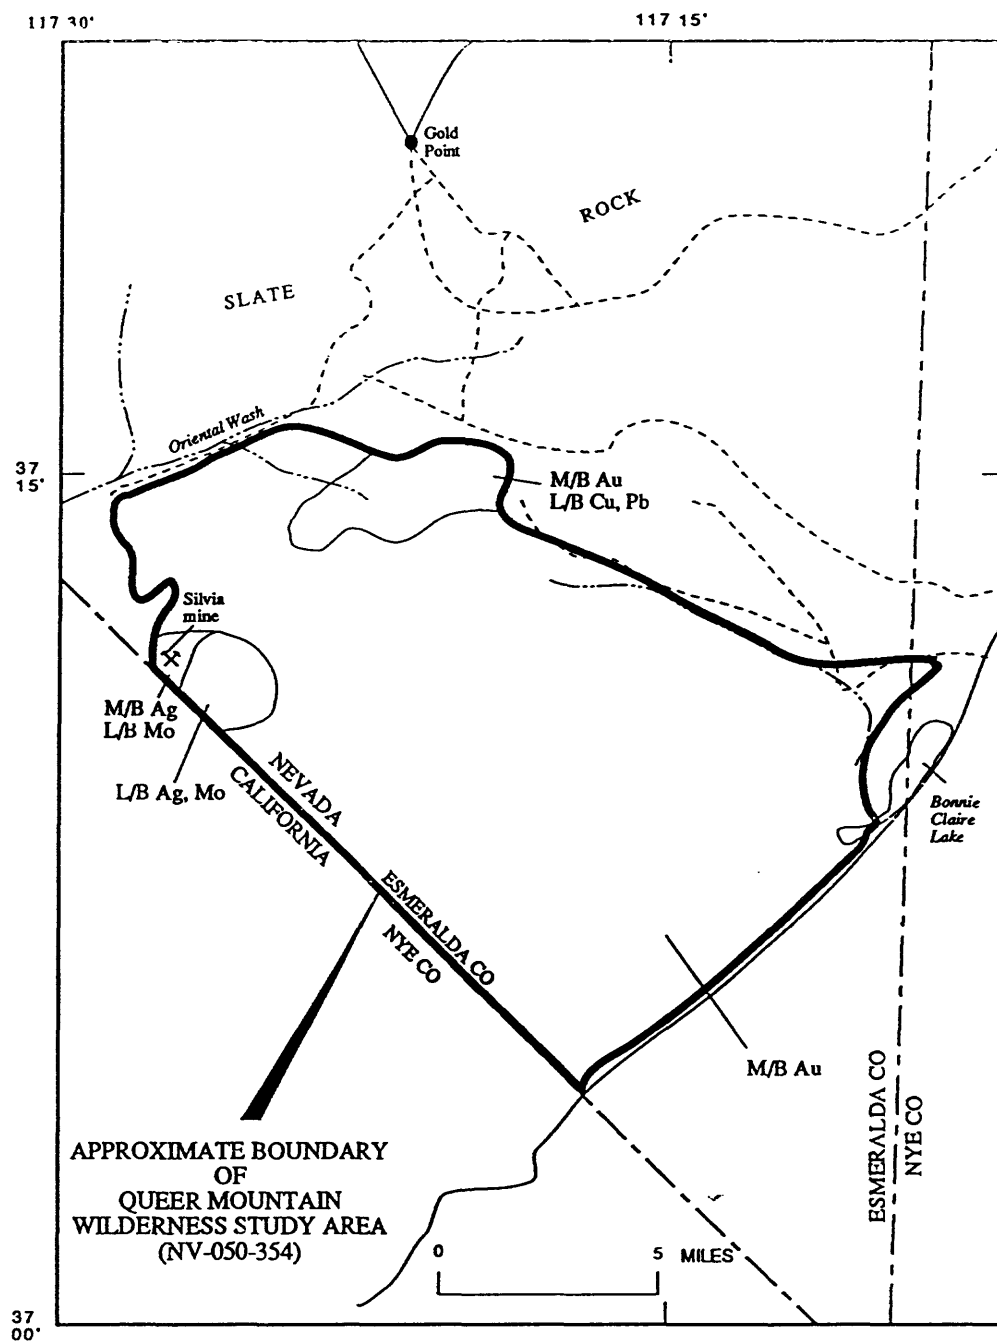 117 30'
117 15'
Gold
Point
ROCK
SLATE
Oriental Wash
37
15'
M/B Au
L/B Cu, Pb
Silvia
mine
M/B Ag
L/B Mo
L/B Ag, Mo
NEVADA
CALIFORNIA
Bonnie
Claire
Lake
ESMERALDA CO
NYE CO
M/B Au
ESMERALDA CO
NYE CO
APPROXIMATE BOUNDARY
OF
QUEER MOUNTAIN
WILDERNESS STUDY AREA
(NV-050-354)
0 5 MILES
37
00'